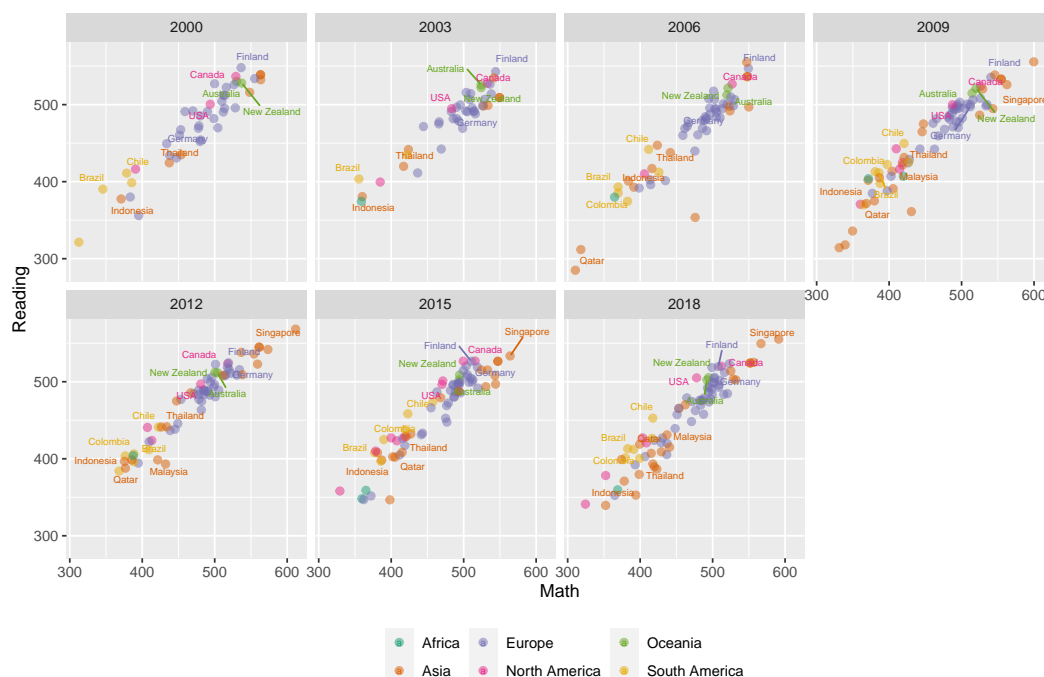 2000 2003 2006 2009
Finland
Canada
Australia
New Zealand
USA
Germany
Thailand
Chile
Brazil
Indonesia
Finland
Australia
Canada
USA
New Zealand
Germany
Thailand
Brazil
Indonesia
Finland
Canada
New Zealand
Australia
Germany
Chile
Thailand
Indonesia
Colombia
Qatar
Finland
Canada
Singapore
USA
New Zealand
Germany
Chile
Thailand
Colombia
Malaysia
Indonesia
Brazil
Qatar
500
400
300
300 400 500 600
Reading
2012 2015 2018
Singapore
Canada
Finland
New Zealand
Germany
USA
Australia
Chile
Thailand
Colombia
Brazil
Indonesia
Qatar
Malaysia
Singapore
Finland
Canada
New Zealand
Germany
USA
Australia
Chile
Colombia
Brazil
Thailand
Qatar
Indonesia
Singapore
Finland
New Zealand
Canada
USA
Germany
Australia
Brazil
Qatar
Malaysia
Colombia
Thailand
Indonesia
500
400
300
300 400 500 600 300 400 500 600 300 400 500 600
Math
a Africa a Europe a Oceania
a Asia a North America a South America